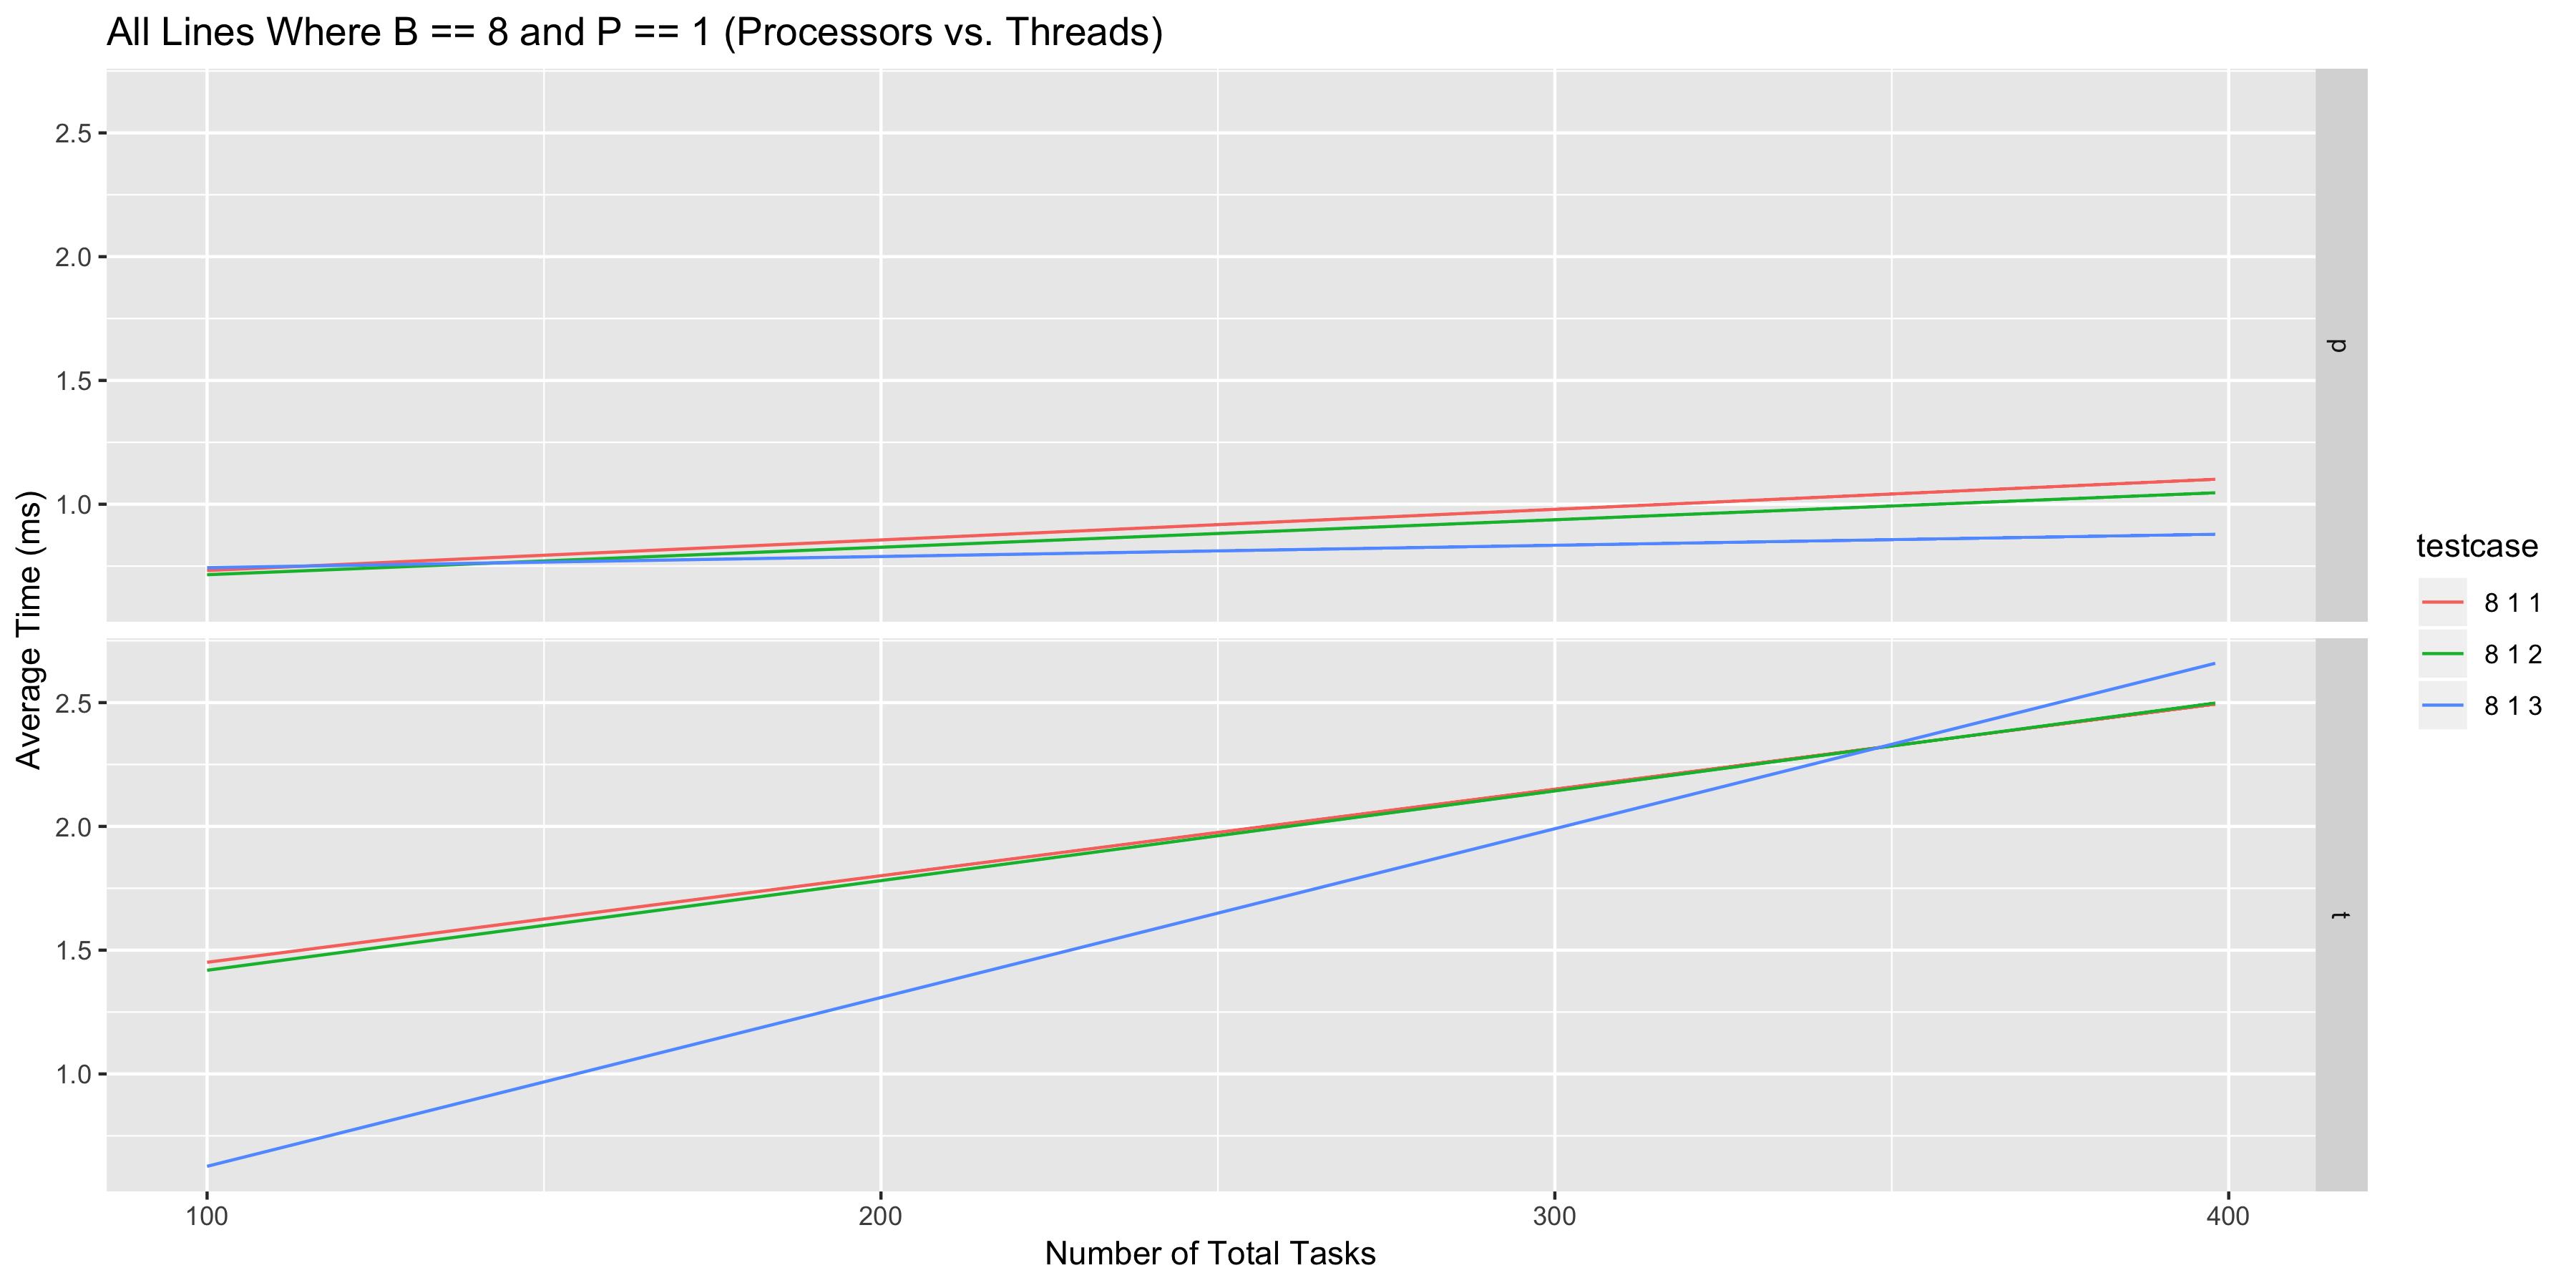 All Lines Where B == 8 and P == 1 (Processors vs. Threads)
Average Time (ms)
2.5
2.0
1.5
1.0
p
2.5
2.0
1.5
1.0
t
100
200
300
400
Number of Total Tasks
testcase
8 1 1
8 1 2
8 1 3